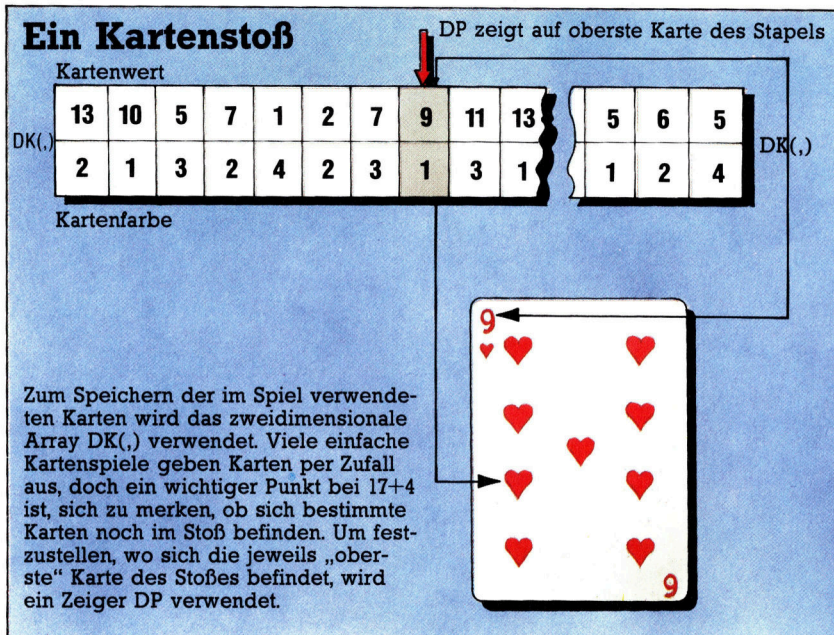 Ein Kartenstoß
DP zeigt auf oberste Karte des Stapels
Kartenwert
13 10 5 7 1 2 7 9 11 13 5 6 5
DK(,) DK(,)
2 1 3 2 4 2 3 1 3 1 1 2 4
Kartenfarbe
9
Zum Speichern der im Spiel verwende-
ten Karten wird das zweidimensionale
Array DK(,) verwendet. Viele einfache
Kartenspiele geben Karten per Zufall
aus, doch ein wichtiger Punkt bei 17+4
ist, sich zu merken, ob sich bestimmte
Karten noch im Stoß befinden. Um fest-
zustellen, wo sich die jeweils „ober-
ste“ Karte des Stoßes befindet, wird
ein Zeiger DP verwendet.
9